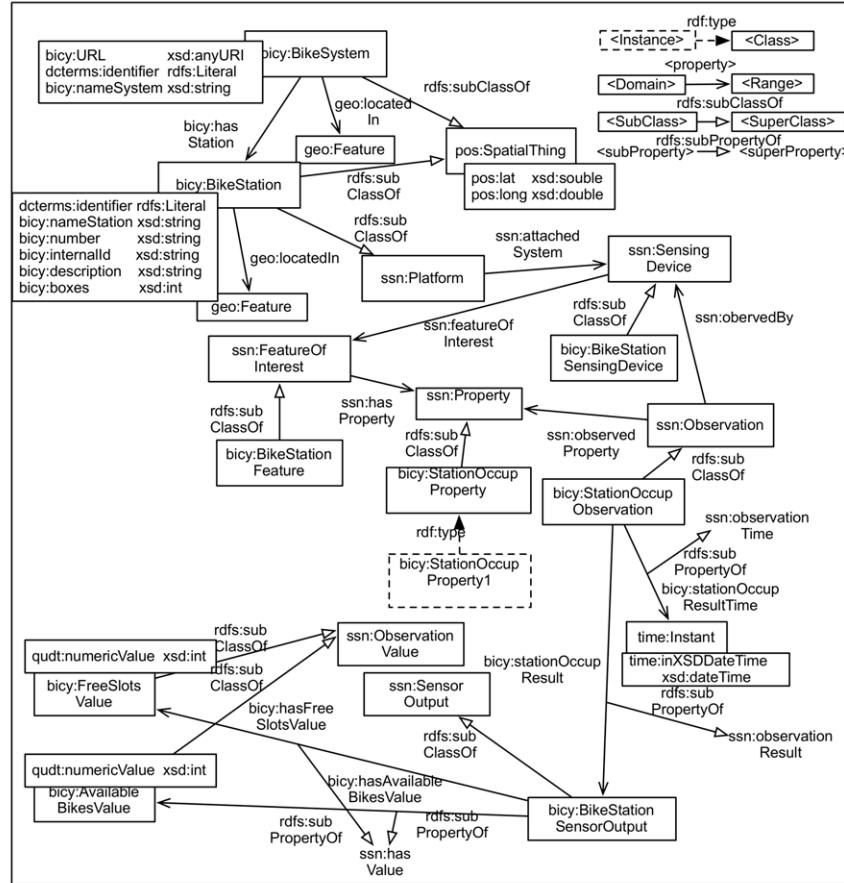 rdf:type
<Instance>
<Class>
<property>
<Domain>
<Range>
rdfs:subClassOf
<SubClass>
<SuperClass>
rdfs:subPropertyOf
<subProperty>
<superProperty>
bicy:BikeSystem
bicy:URL xsd:anyURI
dcterms:identifier rdfs:Literal
bicy:nameSystem xsd:string
rdfs:subClassOf
geo:located
In
bicy:has
Station
geo:Feature
pos:SpatialThing
pos:lat xsd:souble
pos:long xsd:double
bicy:BikeStation
rdfs:sub
ClassOf
dcterms:identifier rdfs:Literal
bicy:nameStation xsd:string
bicy:number xsd:string
bicy:internalId xsd:string
bicy:description xsd:string
bicy:boxes xsd:int
rdfs:sub
ClassOf
geo:locatedIn
geo:Feature
ssn:Platform
ssn:attached
System
ssn:Sensing
Device
rdfs:sub
ClassOf
ssn:obervedBy
ssn:featureOf
Interest
ssn:FeatureOf
Interest
bicy:BikeStation
SensingDevice
ssn:has
Property
ssn:Property
rdfs:sub
ClassOf
bicy:BikeStation
Feature
rdfs:sub
ClassOf
ssn:observed
Property
ssn:Observation
rdfs:sub
ClassOf
bicy:StationOccup
Property
bicy:StationOccup
Observation
rdf:type
bicy:StationOccup
Property1
ssn:observation
Time
rdfs:sub
PropertyOf
bicy:stationOccup
ResultTime
time:Instant
time:inXSDDateTime
xsd:dateTime
rdfs:sub
ClassOf
ssn:Observation
Value
qudt:numericValue xsd:int
bicy:FreeSlots
Value
rdfs:sub
ClassOf
bicy:stationOccup
Result
rdfs:sub
PropertyOf
ssn:observation
Result
ssn:Sensor
Output
bicy:hasFree
SlotsValue
rdfs:sub
ClassOf
qudt:numericValue xsd:int
bicy:Available
BikesValue
bicy:hasAvailable
BikesValue
rdfs:sub
PropertyOf
rdfs:sub
PropertyOf
ssn:has
Value
bicy:BikeStation
SensorOutput